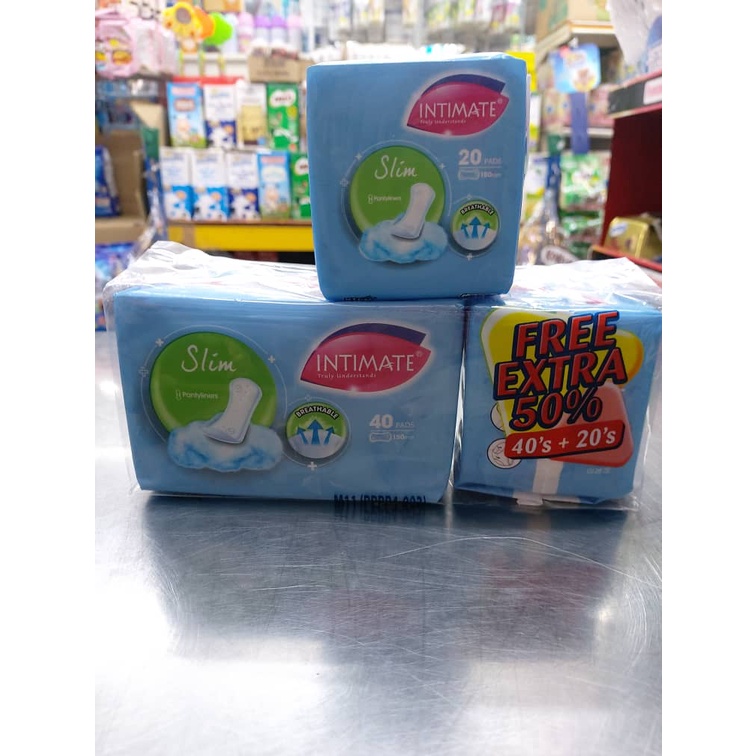 INTIMATE®
Truly Understands
20 PADS
Slim
Pantyliners
BREATHABLE
Slim
Pantyliners
INTIMATE®
Truly Understands
BREATHABLE
40 PADS
FREE
EXTRA
50%
40's + 20's